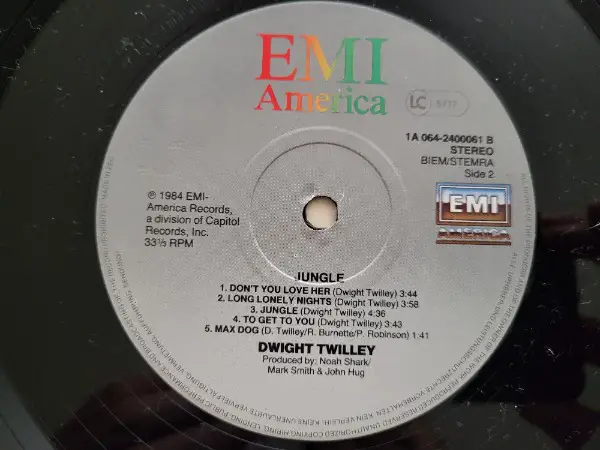 EMI
America
LC
1A 064-2400061 B
STEREO
BIEM/STEMRA
Side 2
EMI
AMERICA
℗ 1984 EMI-
America Records,
a division of Capitol
Records, Inc.
33⅓ RPM
JUNGLE
1. DON'T YOU LOVE HER (Dwight Twilley) 3:44
2. LONG LONELY NIGHTS (Dwight Twilley) 3:58
3. JUNGLE (Dwight Twilley) 4:36
4. TO GET TO YOU (Dwight Twilley) 3:43
5. MAX DOG (D. Twilley/R. Burnette/P. Robinson) 1:41
DWIGHT TWILLEY
Produced by: Noah Shark/
Mark Smith & John Hug